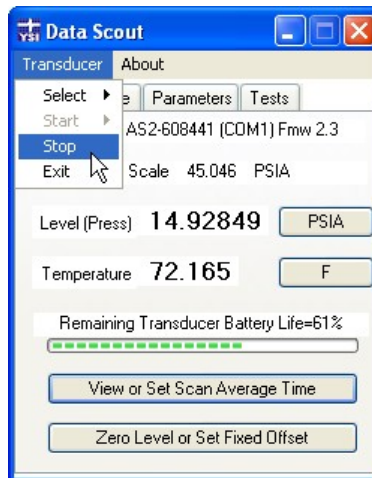 YSI Data Scout
Transducer About
Select e Parameters Tests
Start AS2-608441 (COM1) Fmw 2.3
Stop
Exit Scale 45.046 PSIA
Level (Press) 14.92849 PSIA
Temperature 72.165 F
Remaining Transducer Battery Life=61%
View or Set Scan Average Time
Zero Level or Set Fixed Offset